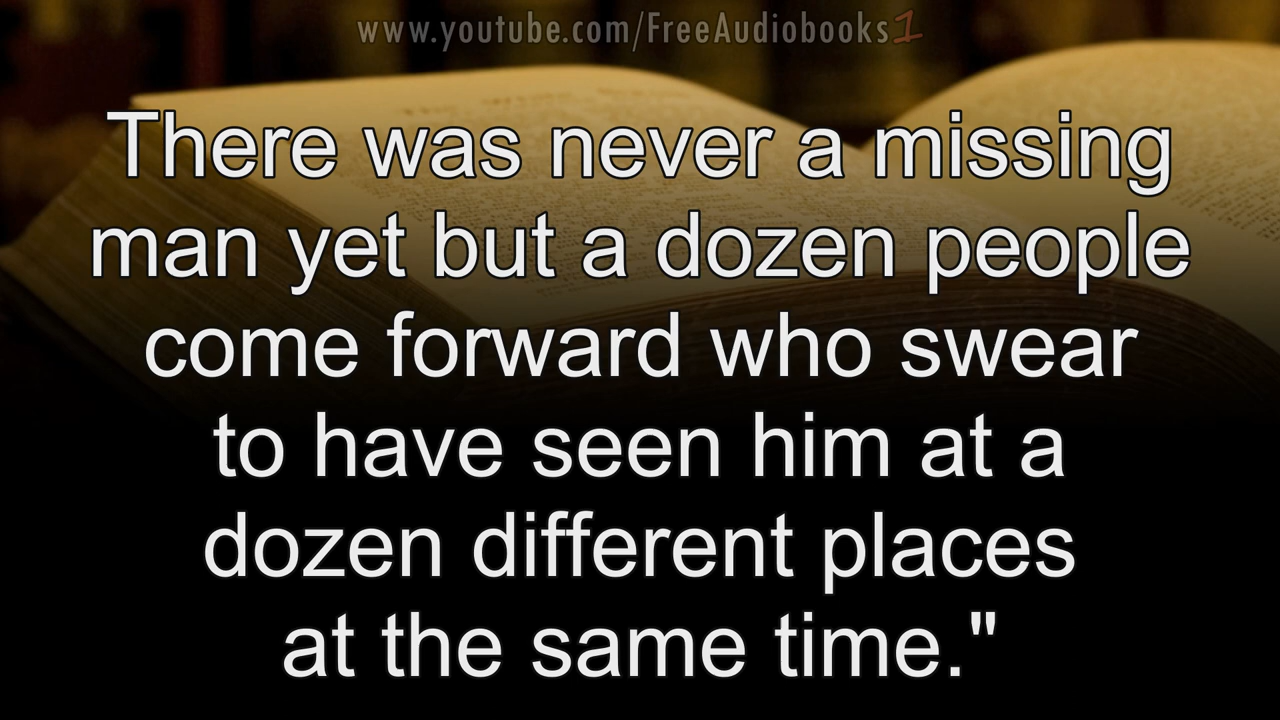 www.youtube.com/FreeAudiobooks1
There was never a missing
man yet but a dozen people
come forward who swear
to have seen him at a
dozen different places
at the same time."